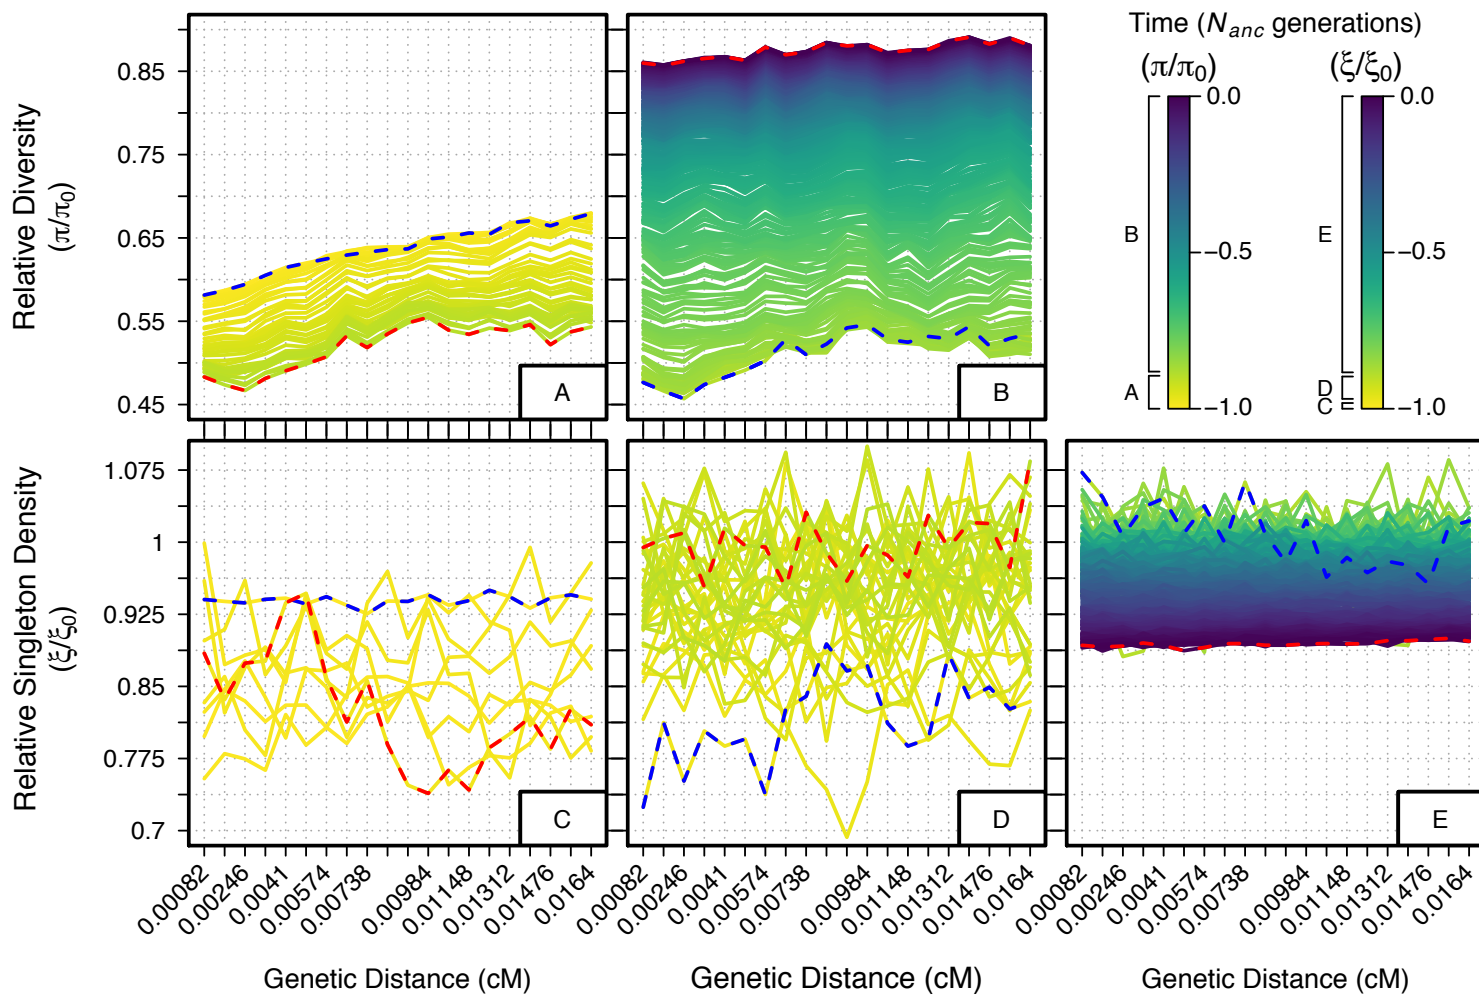 Time (Nanc generations)
(π/π0)
(ξ/ξ0)
0.0
−0.5
−1.0
B
A
0.0
−0.5
−1.0
E
D
C
Relative Diversity
(π/π0)
0.85
0.75
0.65
0.55
0.45
A
B
Relative Singleton Density
(ξ/ξ0)
1.075
1
0.925
0.85
0.775
0.7
C
D
E
0.00082
0.00246
0.0041
0.00574
0.00738
0.00984
0.01148
0.01312
0.01476
0.0164
0.00082
0.00246
0.0041
0.00574
0.00738
0.00984
0.01148
0.01312
0.01476
0.0164
0.00082
0.00246
0.0041
0.00574
0.00738
0.00984
0.01148
0.01312
0.01476
0.0164
Genetic Distance (cM)
Genetic Distance (cM)
Genetic Distance (cM)